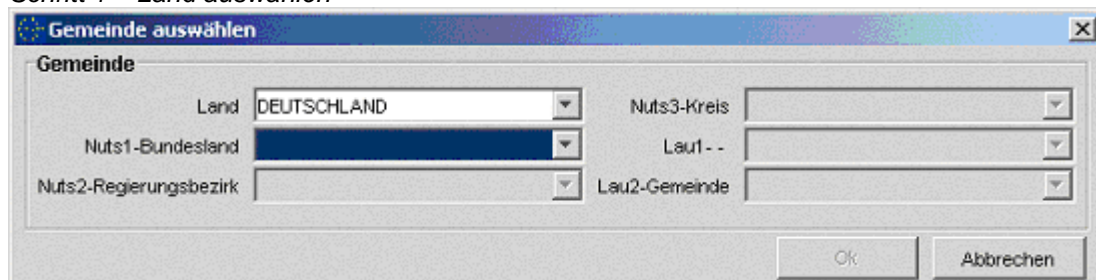 Schritt 1 – Land auswählen
Gemeinde auswählen
Gemeinde
Land DEUTSCHLAND Nuts3-Kreis
Nuts1-Bundesland Lau1--
Nuts2-Regierungsbezirk Lau2-Gemeinde
Ok Abbrechen